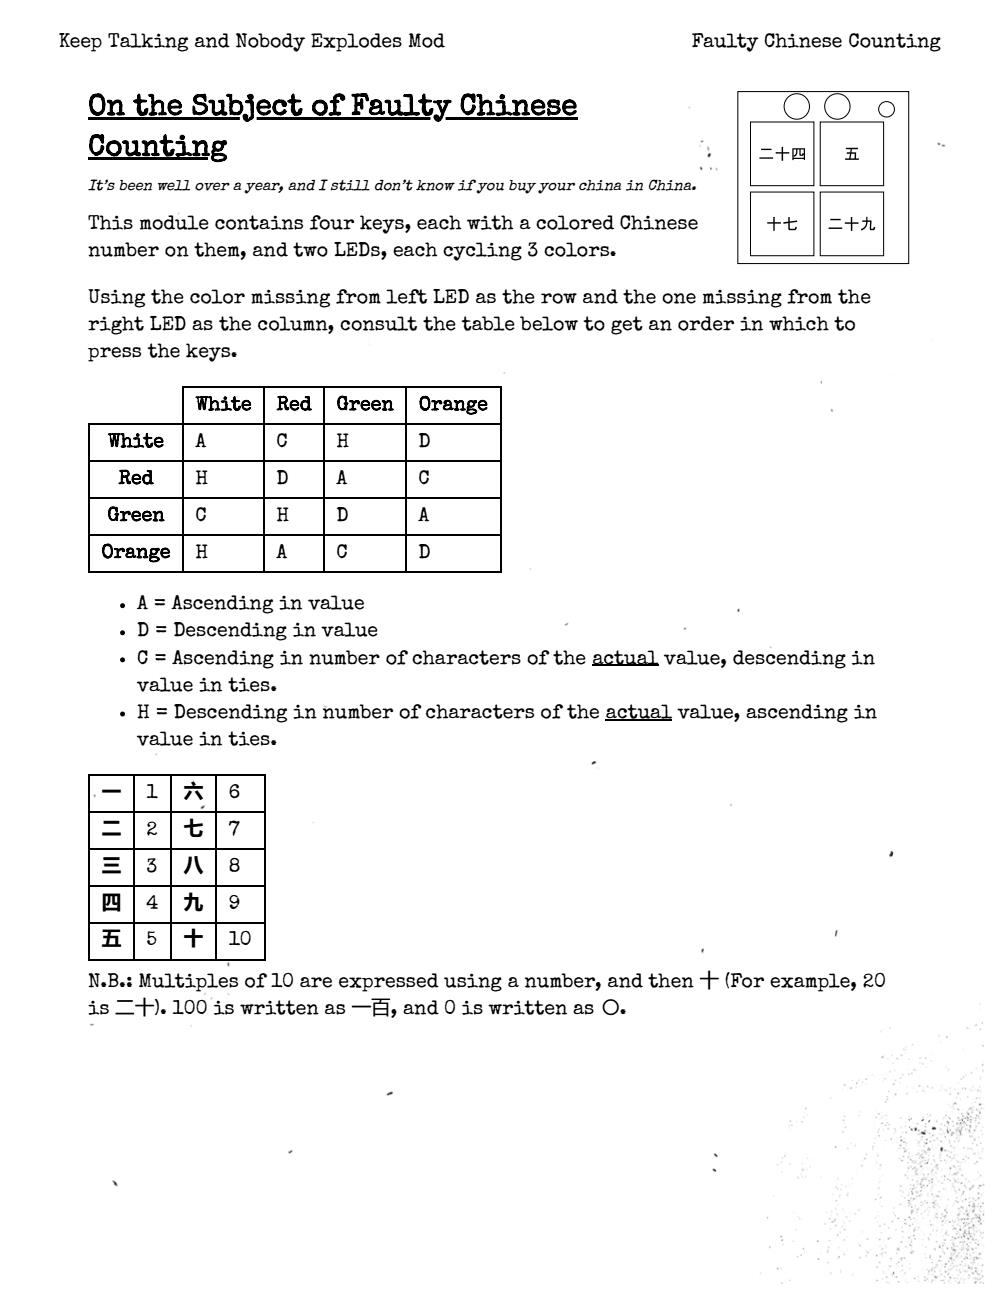 Keep Talking and Nobody Explodes Mod
Faulty Chinese Counting
On the Subject of Faulty Chinese
Counting
It's been well over a year, and I still don't know if you buy your china in China.
This module contains four keys, each with a colored Chinese
number on them, and two LEDs, each cycling 3 colors.
二十四 五
十七 二十九
Using the color missing from left LED as the row and the one missing from the
right LED as the column, consult the table below to get an order in which to
press the keys.
White Red Green Orange
White A C H D
Red H D A C
Green C H D A
Orange H A C D
• A = Ascending in value
• D = Descending in value
• C = Ascending in number of characters of the actual value, descending in
value in ties.
• H = Descending in number of characters of the actual value, ascending in
value in ties.
一 1 六 6
二 2 七 7
三 3 八 8
四 4 九 9
五 5 十 10
N.B.: Multiples of 10 are expressed using a number, and then 十 (For example, 20
is 二十). 100 is written as 一百, and 0 is written as 〇.